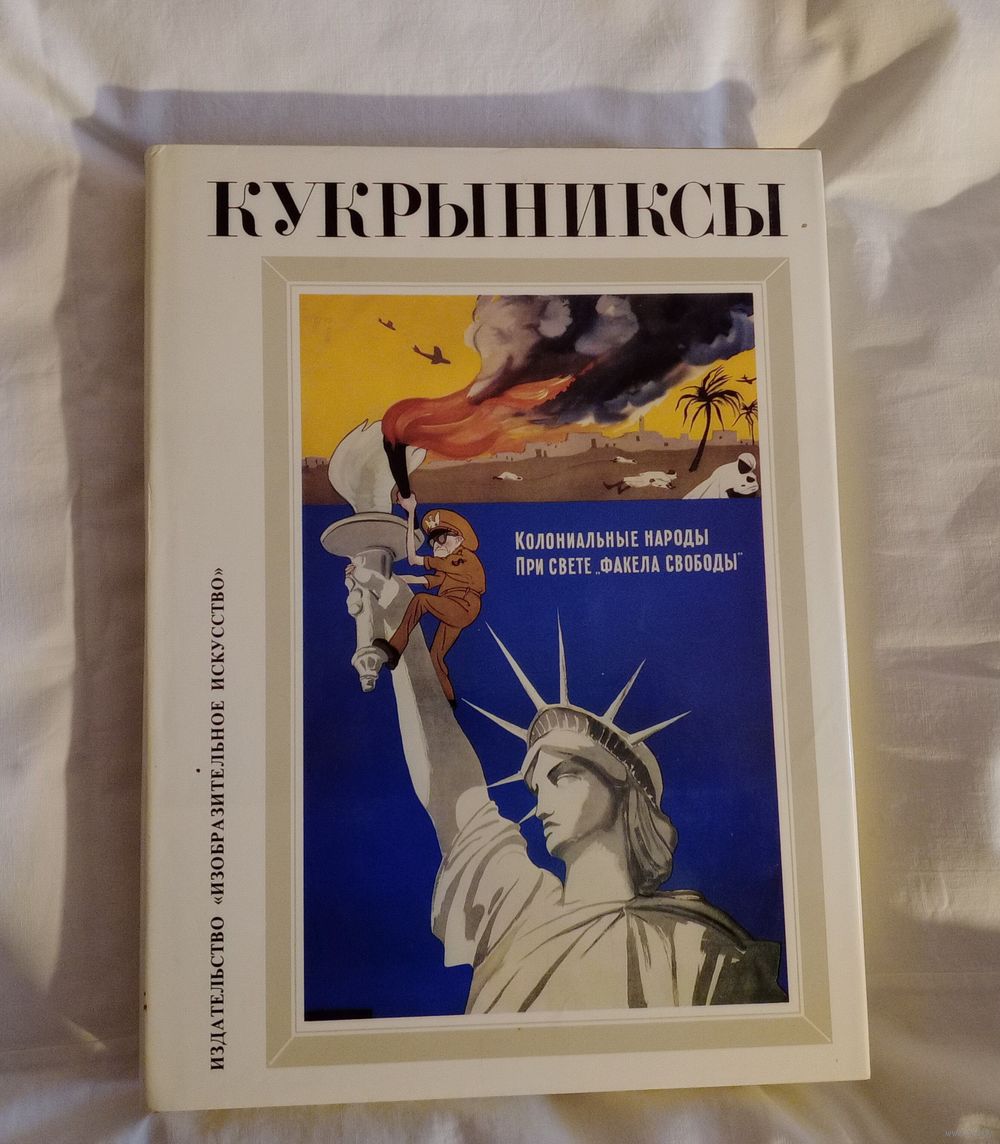 КУКРЫНИКСЫ
КОЛОНИАЛЬНЫЕ НАРОДЫ
ПРИ СВЕТЕ „ФАКЕЛА СВОБОДЫ"
$
ИЗДАТЕЛЬСТВО «ИЗОБРАЗИТЕЛЬНОЕ ИСКУССТВО»